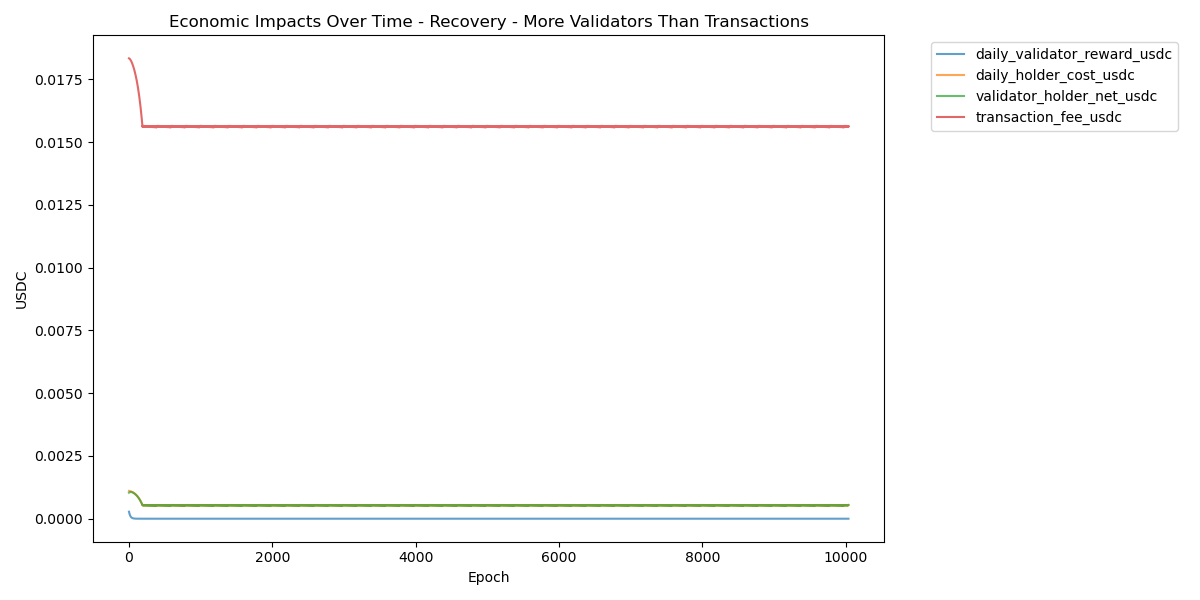 Economic Impacts Over Time - Recovery - More Validators Than Transactions
daily_validator_reward_usdc
daily_holder_cost_usdc
validator_holder_net_usdc
transaction_fee_usdc
USDC
0.0175
0.0150
0.0125
0.0100
0.0075
0.0050
0.0025
0.0000
0 2000 4000 6000 8000 10000
Epoch